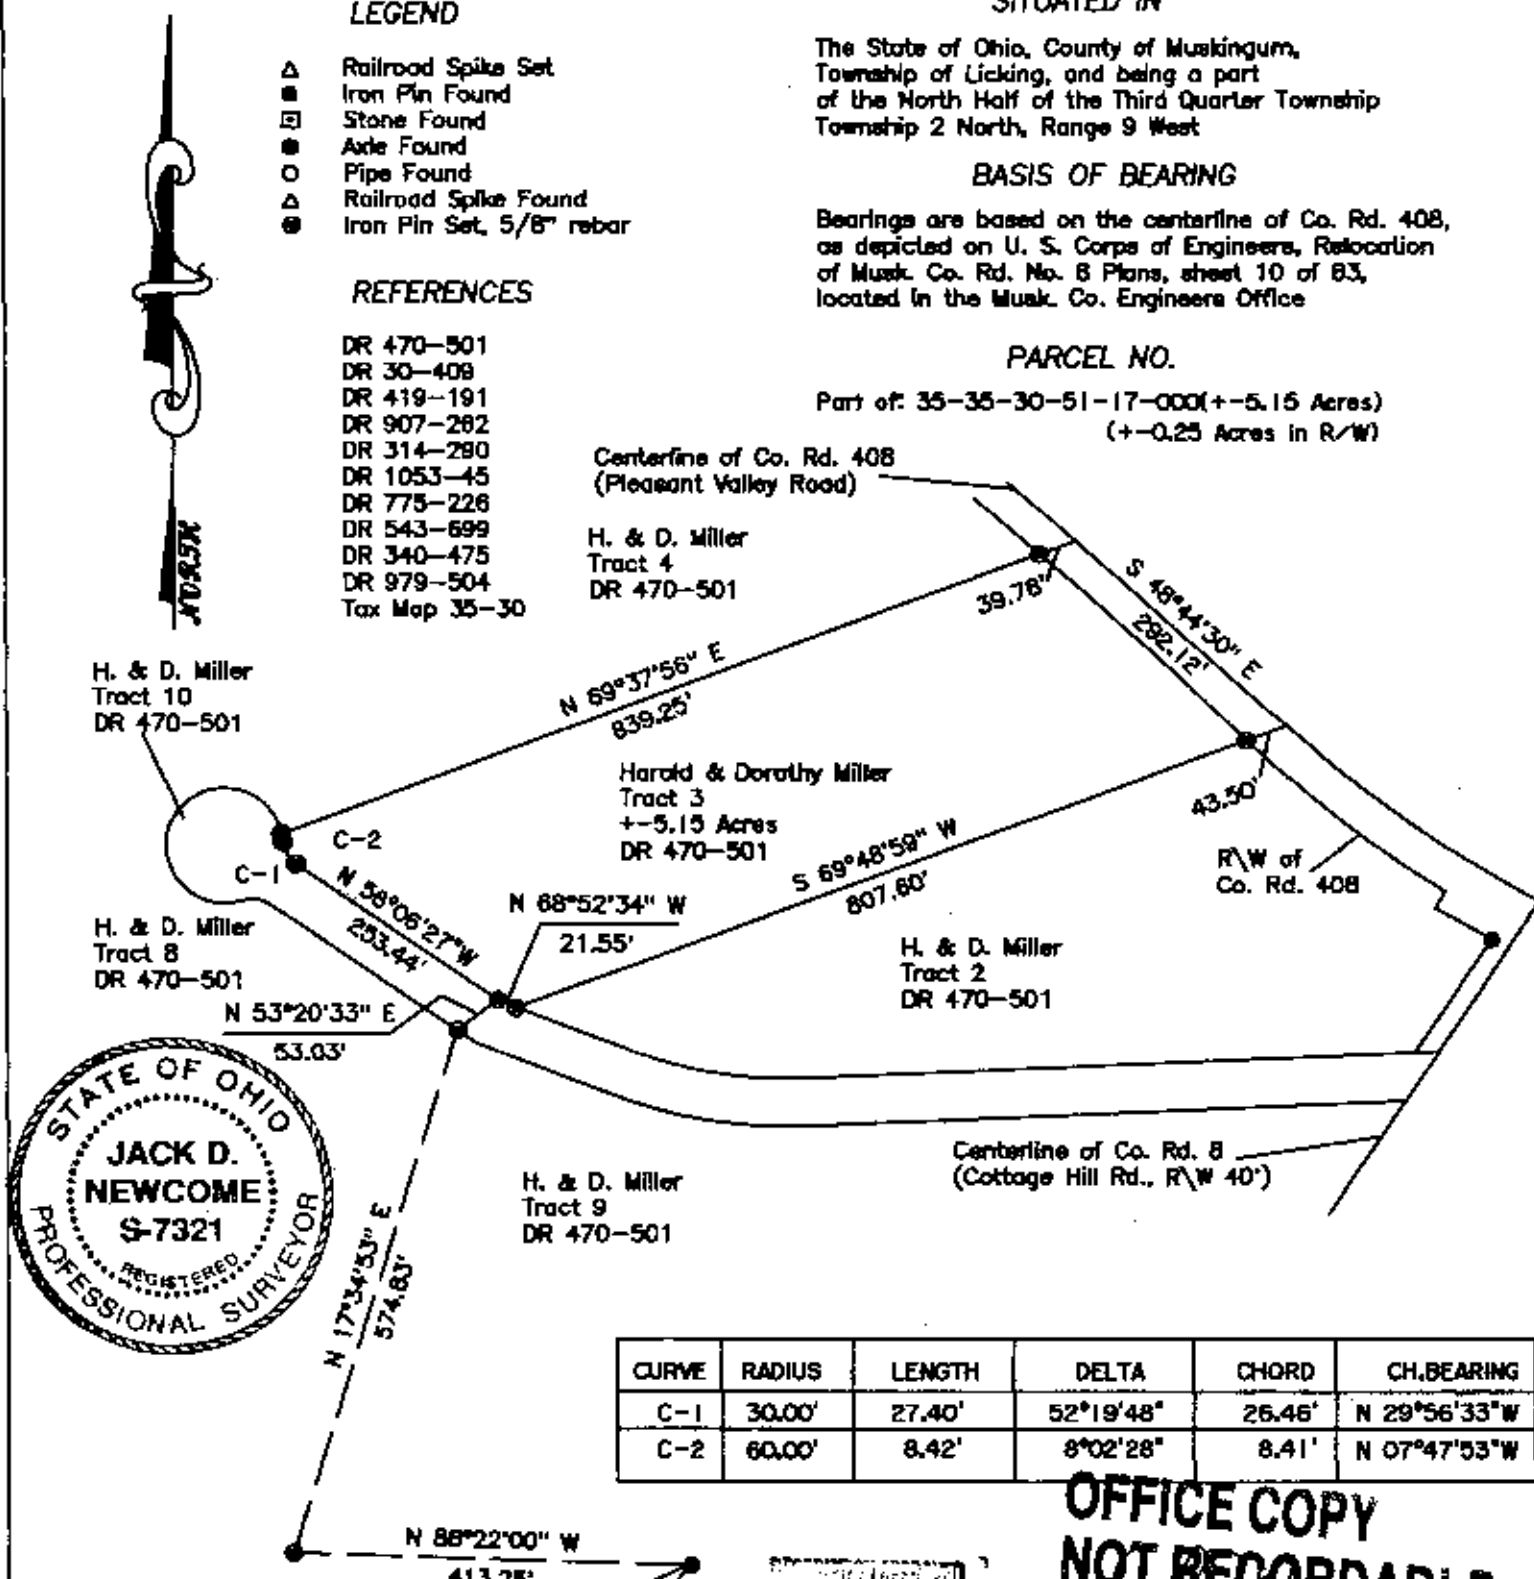 LEGEND
Railroad Spike Set
Iron Pin Found
Stone Found
Axle Found
Pipe Found
Railroad Spike Found
Iron Pin Set, 5/8" rebar
REFERENCES
DR 470-501
DR 30-409
DR 419-191
DR 907-282
DR 314-290
DR 1053-45
DR 775-226
DR 543-699
DR 340-475
DR 979-504
Tax Map 35-30
SITUATED IN
The State of Ohio, County of Muskingum,
Township of Licking, and being a part
of the North Half of the Third Quarter Township
Township 2 North, Range 9 West
BASIS OF BEARING
Bearings are based on the centerline of Co. Rd. 408,
as depicted on U. S. Corps of Engineers, Relocation
of Musk. Co. Rd. No. 8 Plans, sheet 10 of 83,
located in the Musk. Co. Engineers Office
PARCEL NO.
Part of: 35-35-30-51-17-000(+-5.15 Acres)
(+-0.25 Acres in R/W)
Centerline of Co. Rd. 408
(Pleasant Valley Road)
H. & D. Miller
Tract 4
DR 470-501
39.78'
S 48°44'30" E
292.12'
H. & D. Miller
Tract 10
DR 470-501
N 69°37'56" E
839.25'
Harold & Dorothy Miller
Tract 3
+-5.15 Acres
DR 470-501
43.50'
C-2
C-1
S 69°48'59" W
807.60'
R\W of
Co. Rd. 408
N 56°06'27"W
253.44'
N 68°52'34" W
21.55'
H. & D. Miller
Tract 8
DR 470-501
H. & D. Miller
Tract 2
DR 470-501
N 53°20'33" E
53.03'
STATE OF OHIO
JACK D.
NEWCOME
S-7321
REGISTERED
PROFESSIONAL SURVEYOR
Centerline of Co. Rd. 8
(Cottage Hill Rd., R\W 40')
H. & D. Miller
Tract 9
DR 470-501
N 17°34'53" E
574.83'
CURVE RADIUS LENGTH DELTA CHORD CH.BEARING
C-1 30.00' 27.40' 52°19'48" 26.46' N 29°56'33"W
C-2 60.00' 8.42' 8°02'28" 8.41' N 07°47'53"W
OFFICE COPY
NOT RECORDABLE
N 86°22'00" W
413.25'